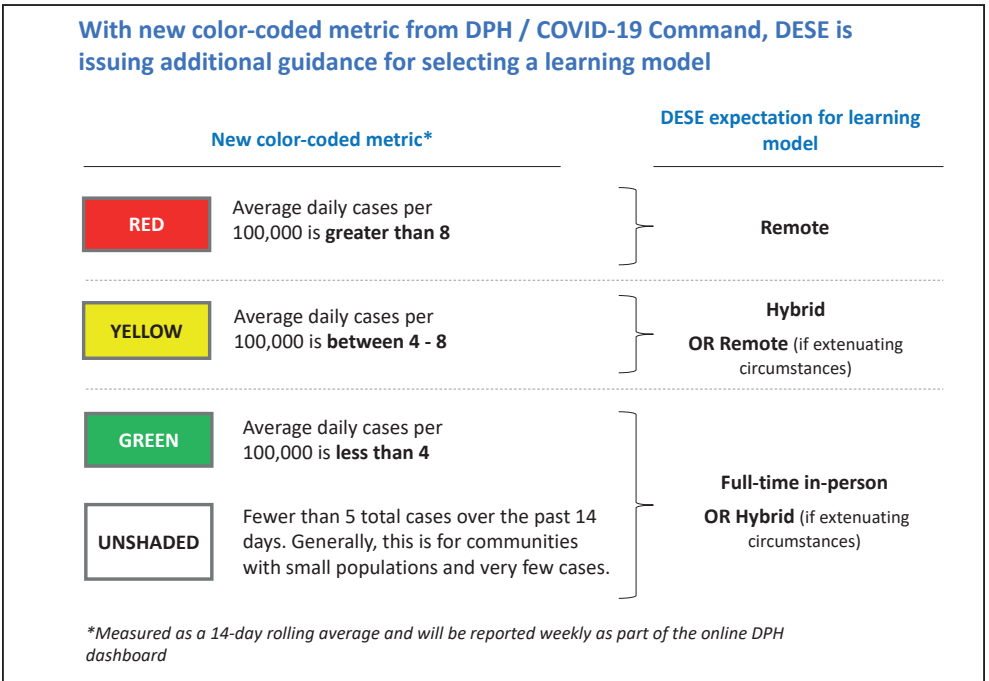 With new color-coded metric from DPH / COVID-19 Command, DESE is
issuing additional guidance for selecting a learning model
New color-coded metric*
DESE expectation for learning
model
RED
Average daily cases per
100,000 is greater than 8
Remote
YELLOW
Average daily cases per
100,000 is between 4 - 8
Hybrid
OR Remote (if extenuating
circumstances)
GREEN
Average daily cases per
100,000 is less than 4
UNSHADED
Fewer than 5 total cases over the past 14
days. Generally, this is for communities
with small populations and very few cases.
Full-time in-person
OR Hybrid (if extenuating
circumstances)
*Measured as a 14-day rolling average and will be reported weekly as part of the online DPH
dashboard